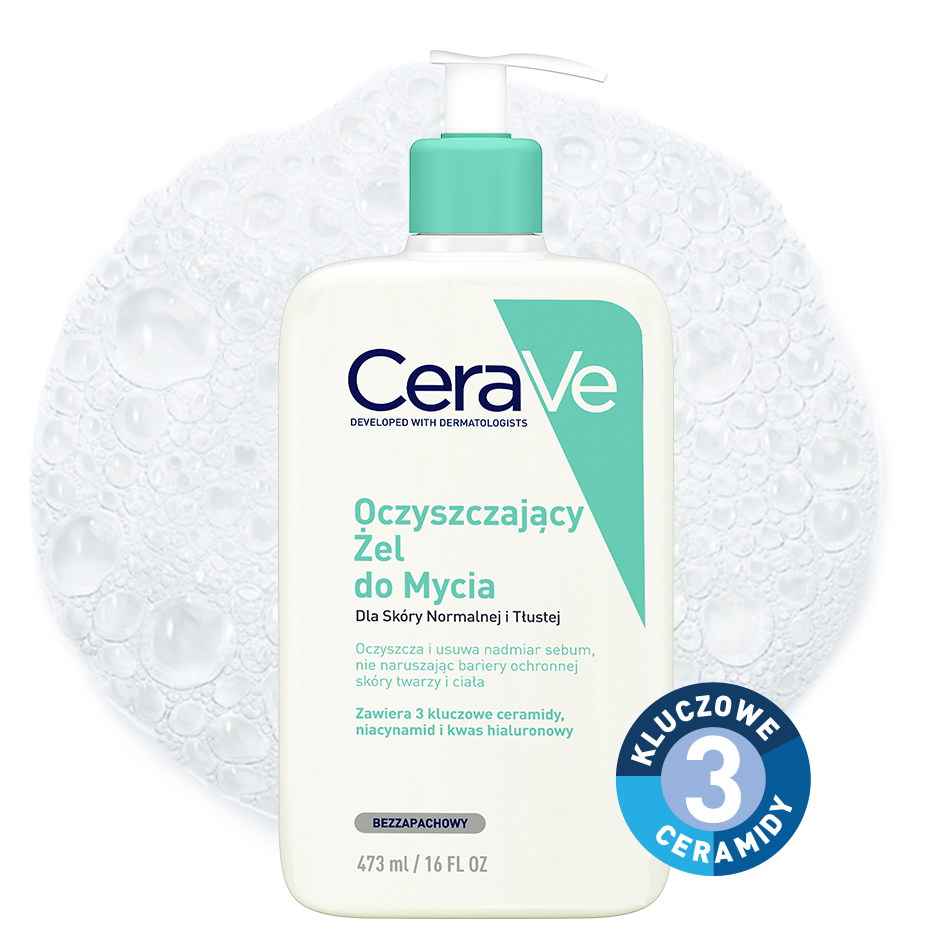 CeraVe
DEVELOPED WITH DERMATOLOGISTS
Oczyszczający
Żel
do Mycia
Dla Skóry Normalnej i Tłustej
Oczyszcza i usuwa nadmiar sebum,
nie naruszając bariery ochronnej
skóry twarzy i ciała
Zawiera 3 kluczowe ceramidy,
niacynamid i kwas hialuronowy
BEZZAPACHOWY
473 ml / 16 FL OZ
KLUCZOWE
3
CERAMIDY